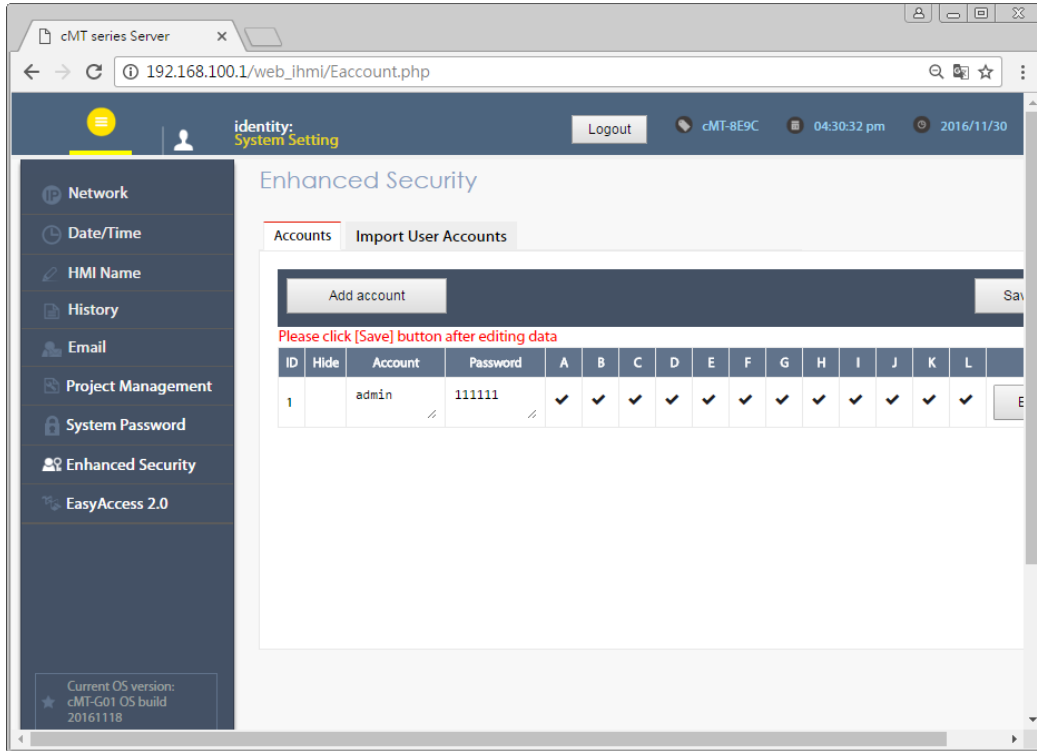 cMT series Server
192.168.100.1/web_ihmi/Eaccount.php
identity:
System Setting
Logout
cMT-8E9C
04:30:32 pm
2016/11/30
Network
Date/Time
HMI Name
History
Email
Project Management
System Password
Enhanced Security
EasyAccess 2.0
Current OS version:
cMT-G01 OS build
20161118
Enhanced Security
Accounts Import User Accounts
Add account Sav
Please click [Save] button after editing data
ID Hide Account Password A B C D E F G H I J K L
1 admin 111111 E